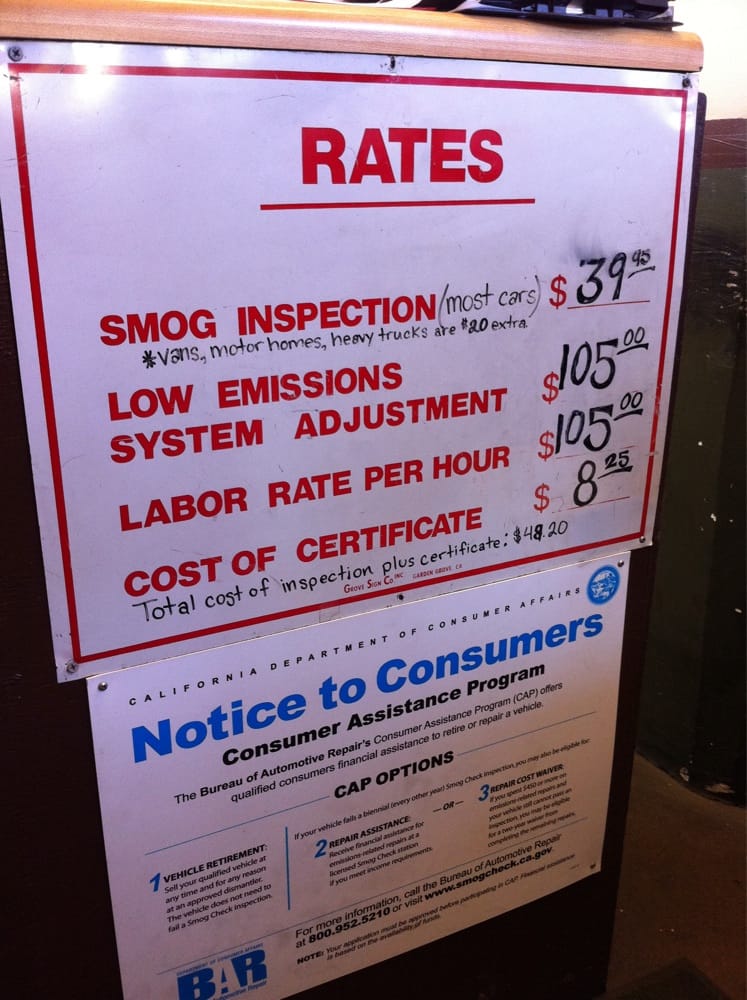 RATES
SMOG INSPECTION (most cars) $ 39.95
*Vans, motorhomes, heavy trucks are $20 extra.
LOW EMISSIONS
SYSTEM ADJUSTMENT $105.00
LABOR RATE PER HOUR $105.00
COST OF CERTIFICATE $ 8.25
Total cost of inspection plus certificate: $48.20
GROVE SIGN CO. INC. GARDEN GROVE, CA
CALIFORNIA DEPARTMENT OF CONSUMER AFFAIRS
Notice to Consumers
Consumer Assistance Program
The Bureau of Automotive Repair's Consumer Assistance Program (CAP) offers
qualified consumers financial assistance to retire or repair a vehicle.
CAP OPTIONS
1 VEHICLE RETIREMENT:
Sell your qualified vehicle at
any time and for any reason
at an approved dismantler.
The vehicle does not need to
fail a Smog Check inspection.
If your vehicle fails a biennial (every other year) Smog Check inspection, you may also be eligible for:
2 REPAIR ASSISTANCE:
Receive financial assistance for
emissions-related repairs at a
licensed Smog Check station
if you meet income requirements.
—OR—
3 REPAIR COST WAIVER:
If you spent $450 or more on
emissions-related repairs and
your vehicle still cannot pass an
inspection, you may be eligible
for a two year waiver from
completing the remaining repairs.
For more information, call the Bureau of Automotive Repair
at 800.952.5210 or visit www.smogcheck.ca.gov.
NOTE: Your application must be approved before participating in CAP. Financial assistance
is based on the availability of funds.
DEPARTMENT OF CONSUMER AFFAIRS
BAR
Automotive Repair